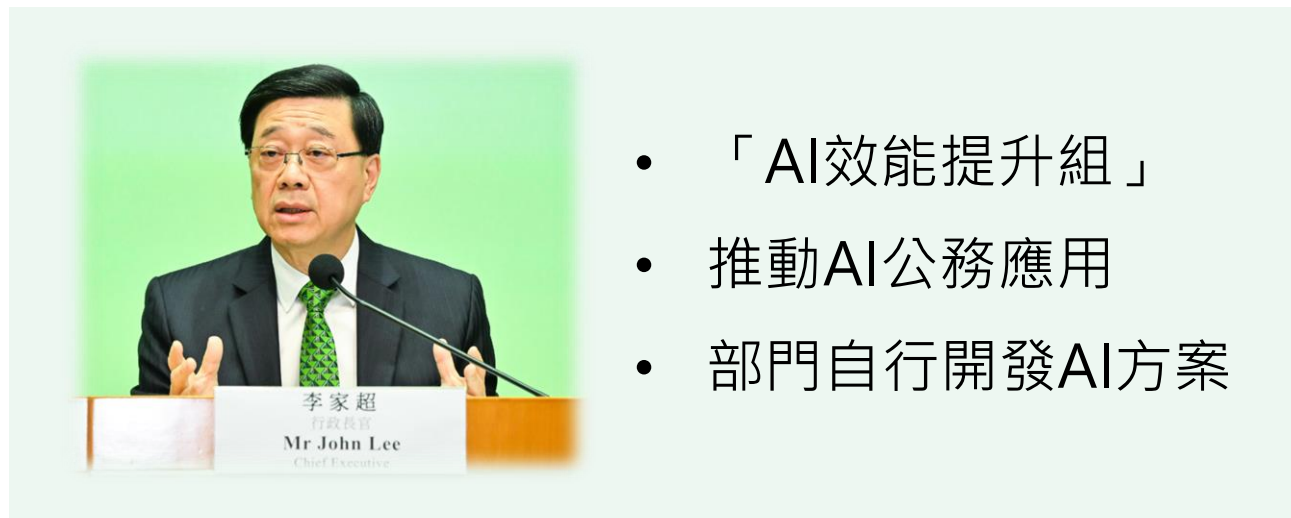 李家超
行政長官
Mr John Lee
Chief Executive
• 「AI效能提升組」
• 推動AI公務應用
• 部門自行開發AI方案